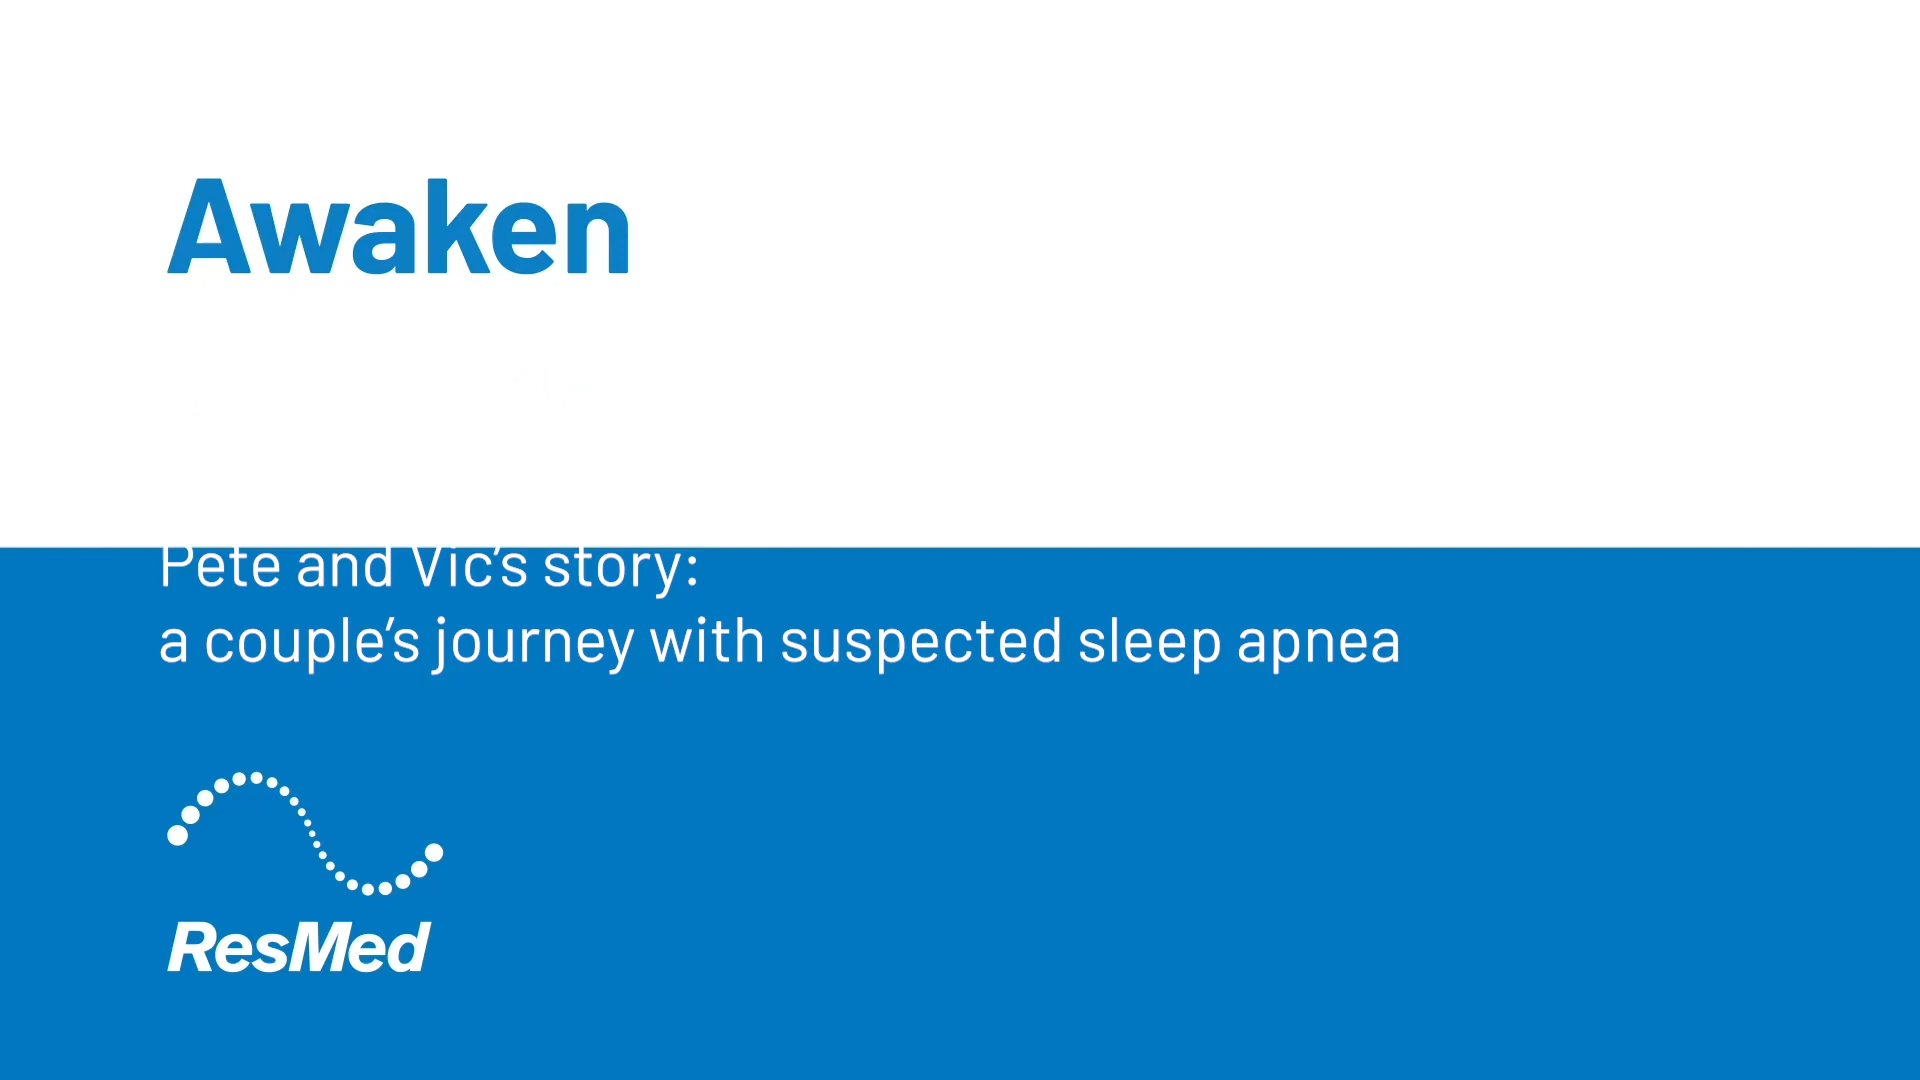 Awaken
Pete and Vic’s story:
a couple’s journey with suspected sleep apnea
ResMed